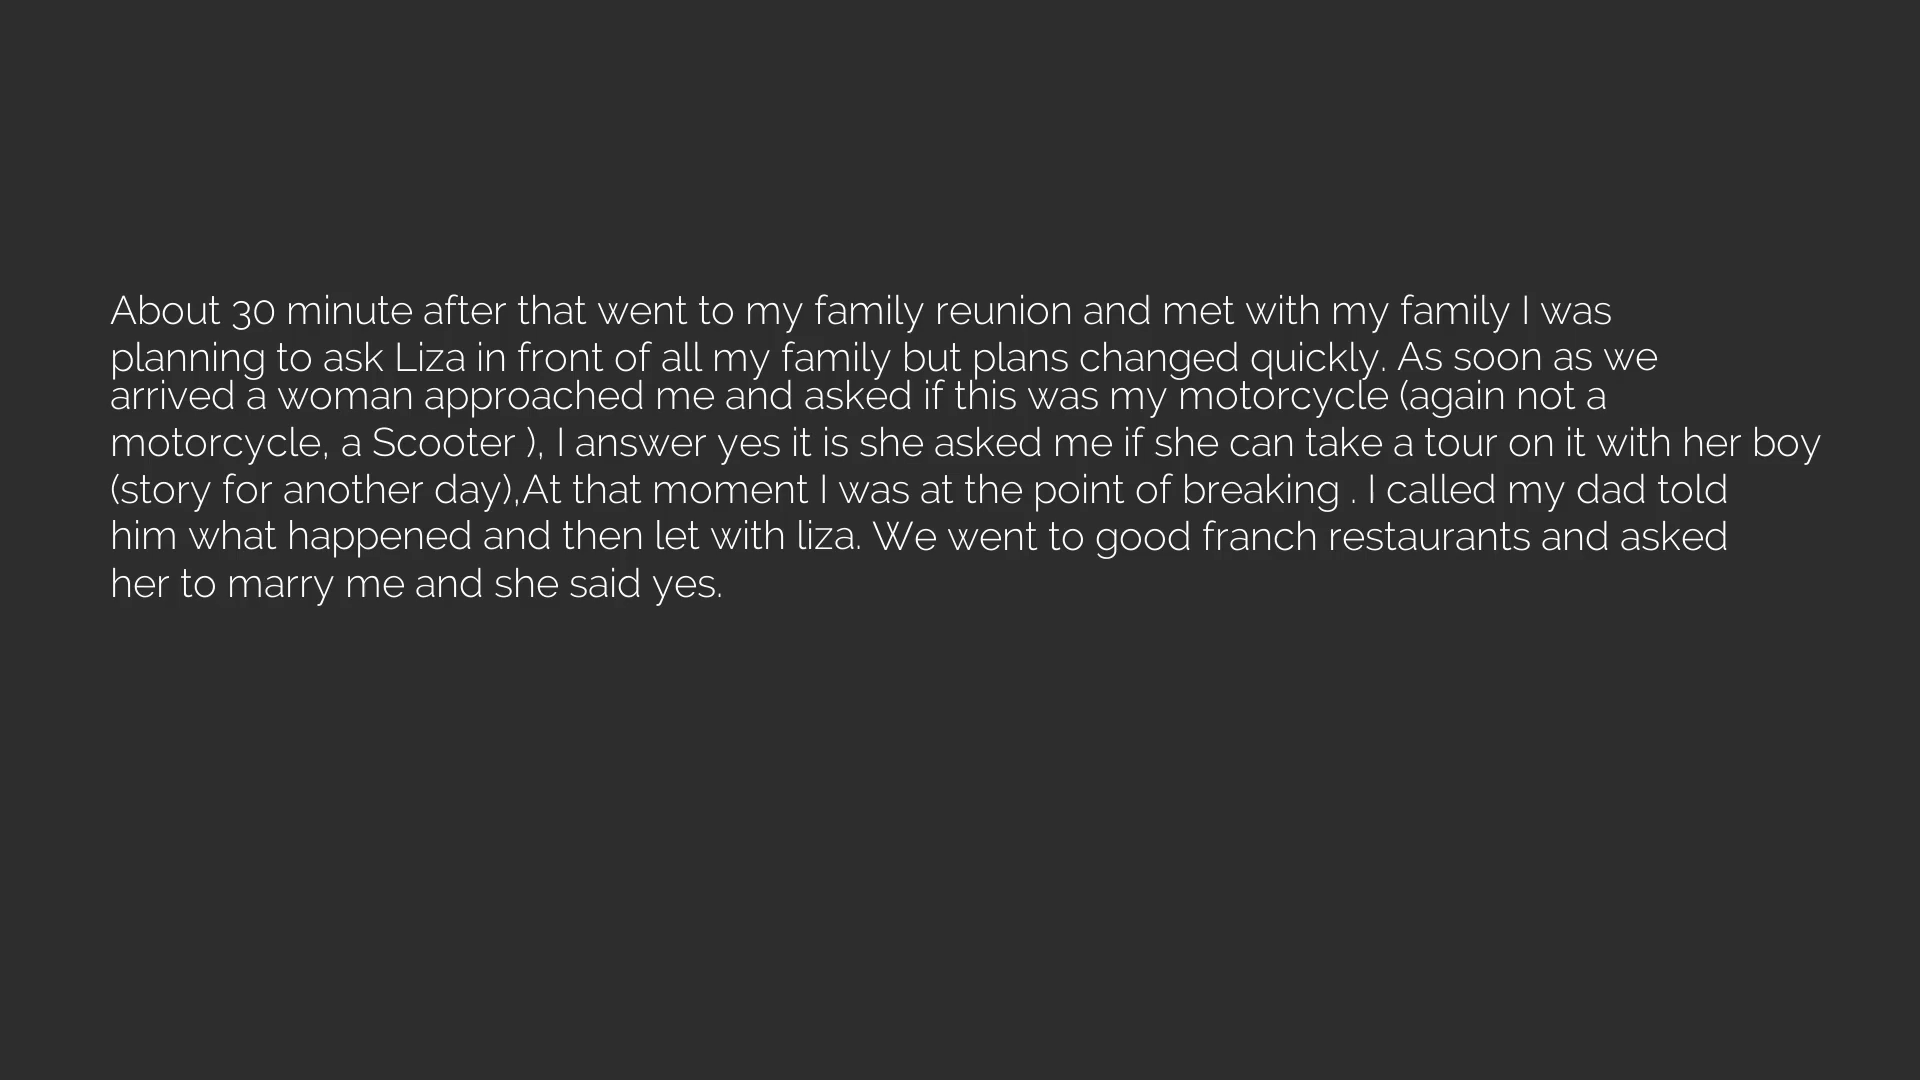 About 30 minute after that went to my family reunion and met with my family I was
planning to ask Liza in front of all my family but plans changed quickly. As soon as we
arrived a woman approached me and asked if this was my motorcycle (again not a
motorcycle, a Scooter ), I answer yes it is she asked me if she can take a tour on it with her boy
(story for another day),At that moment I was at the point of breaking . I called my dad told
him what happened and then let with liza. We went to good franch restaurants and asked
her to marry me and she said yes.